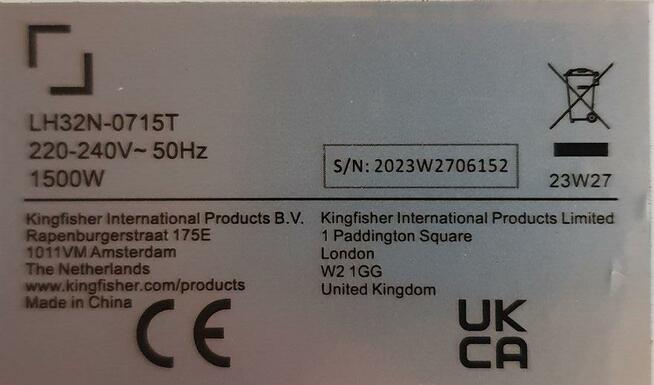 LH32N-0715T
220-240V~ 50Hz
1500W
S/N: 2023W2706152
23W27
Kingfisher International Products B.V.
Rapenburgerstraat 175E
1011VM Amsterdam
The Netherlands
www.kingfisher.com/products
Made in China
CE
Kingfisher International Products Limited
1 Paddington Square
London
W2 1GG
United Kingdom
UK
CA